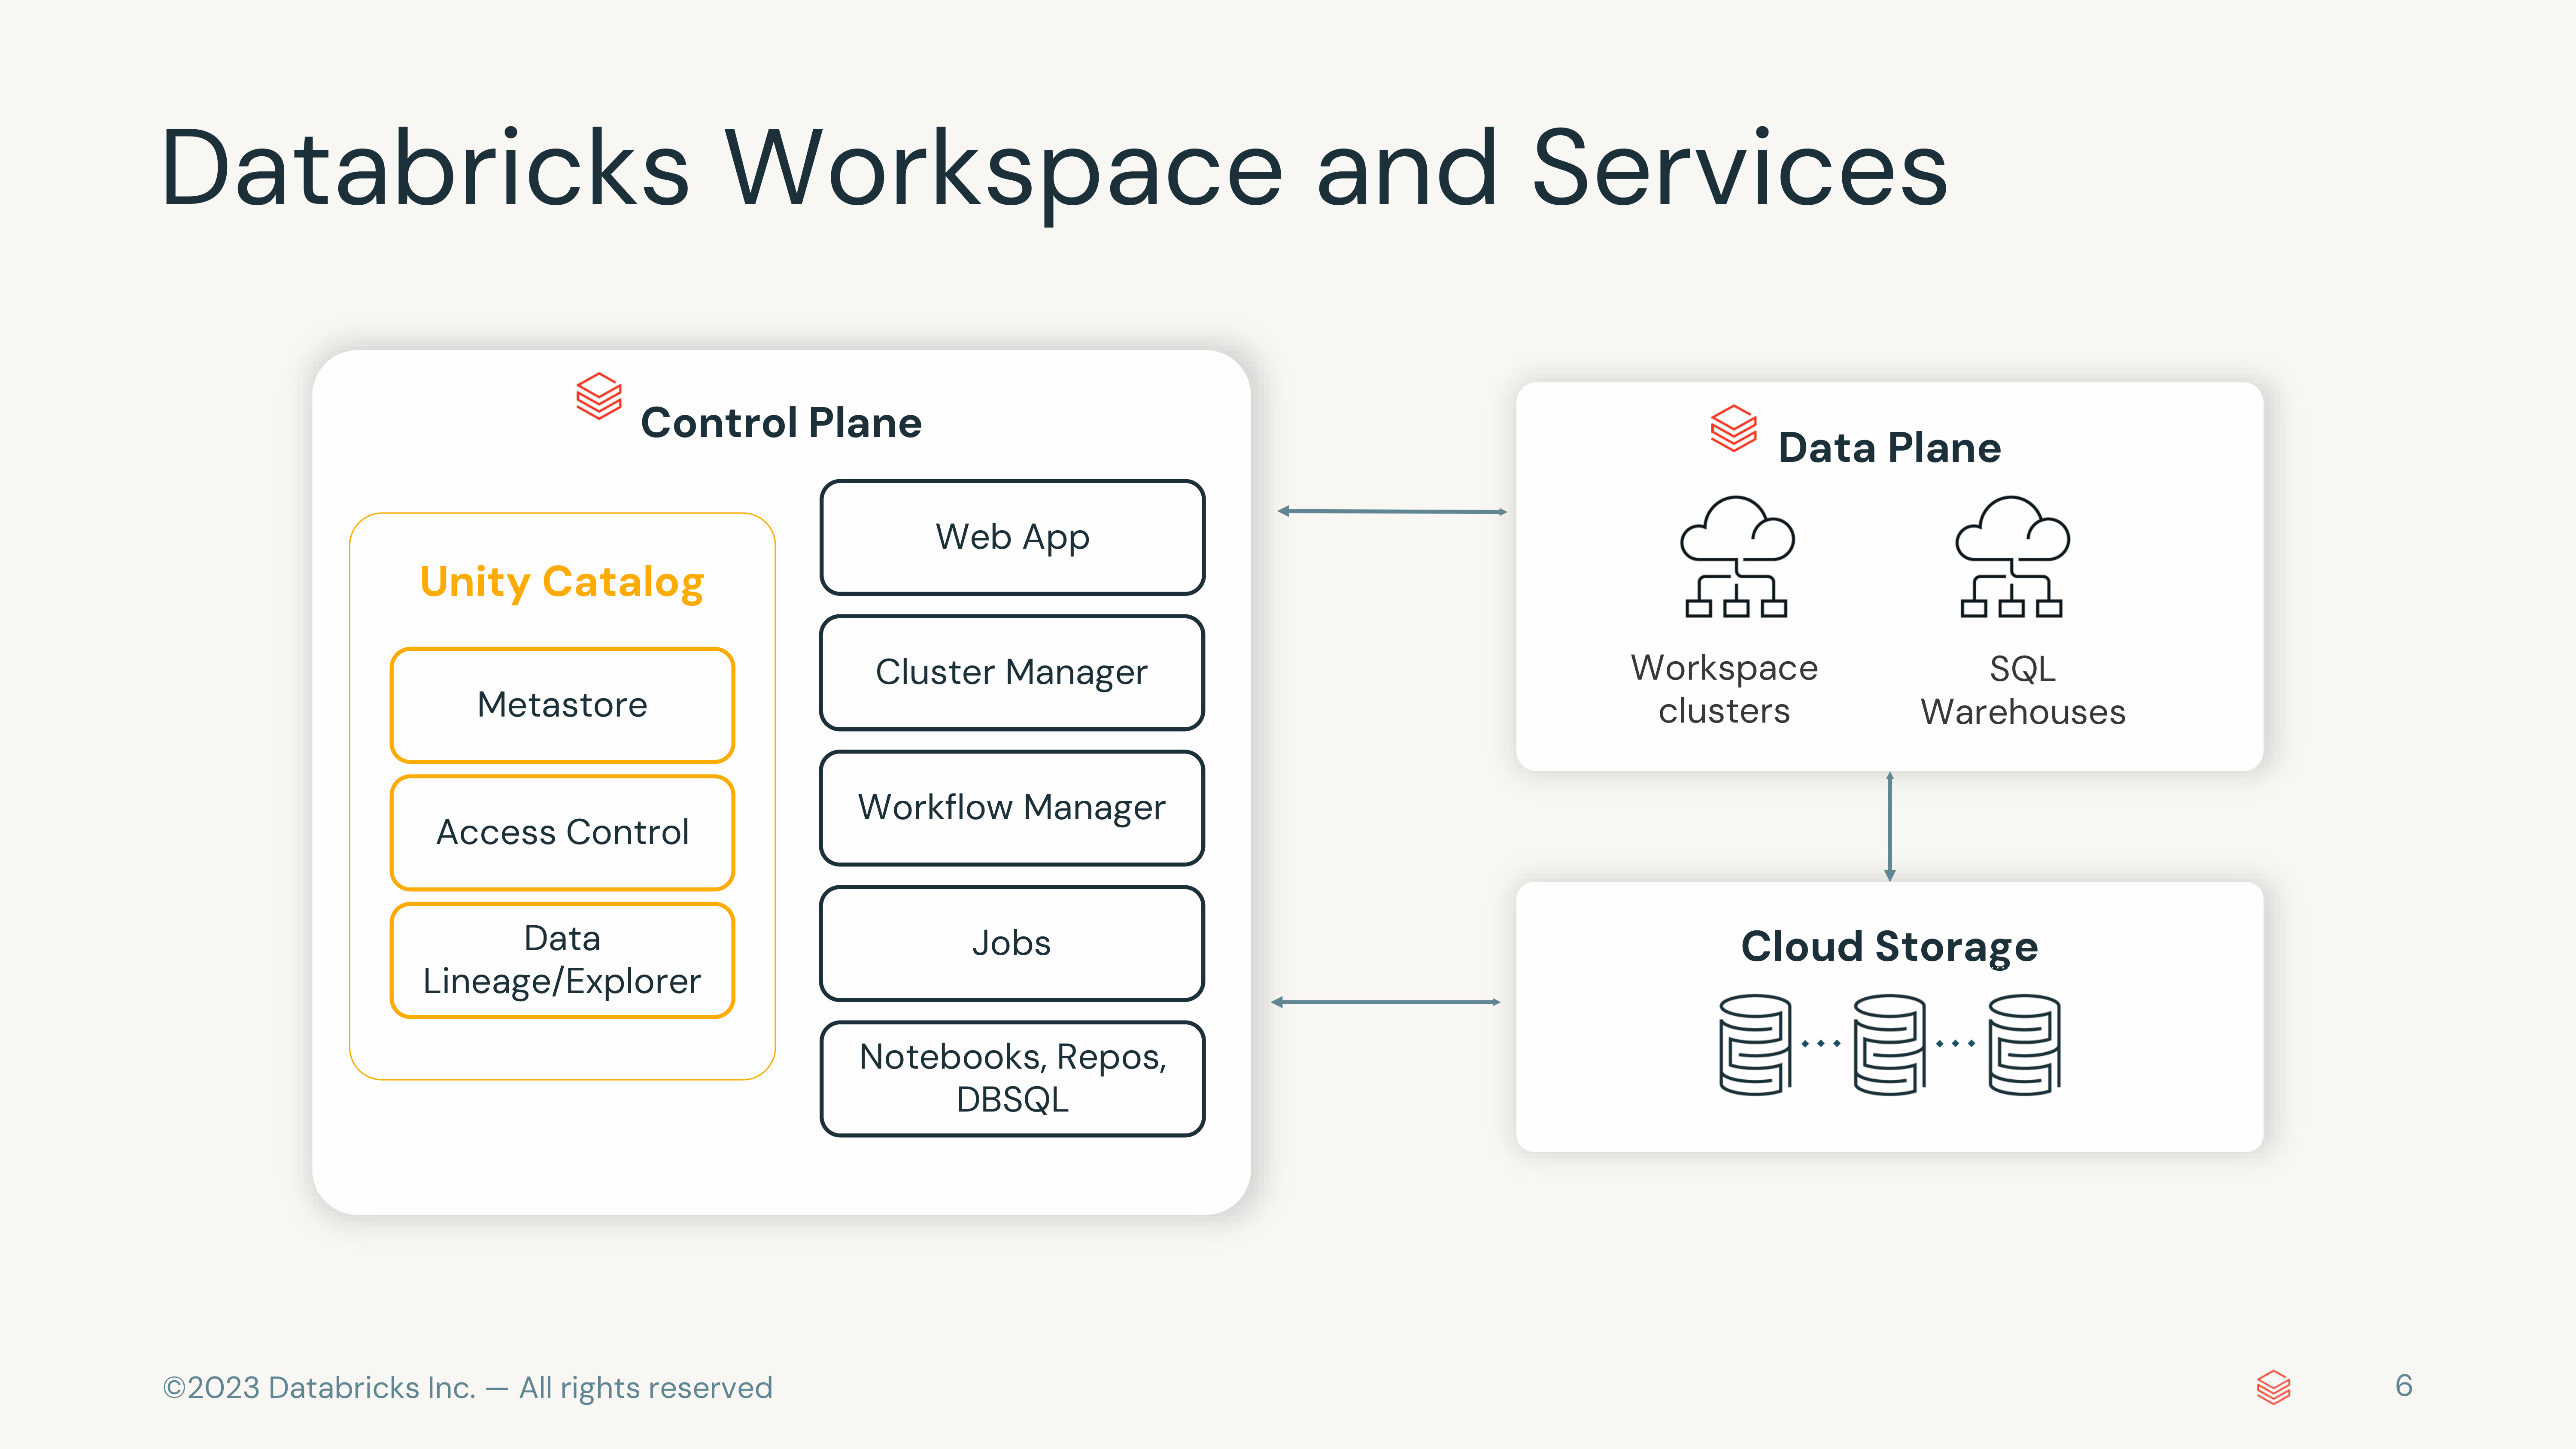 Databricks Workspace and Services
Control Plane
Unity Catalog
Metastore
Access Control
Data
Lineage/Explorer
Web App
Cluster Manager
Workflow Manager
Jobs
Notebooks, Repos,
DBSQL
Data Plane
Workspace
clusters
SQL
Warehouses
Cloud Storage
©2023 Databricks Inc. — All rights reserved
6